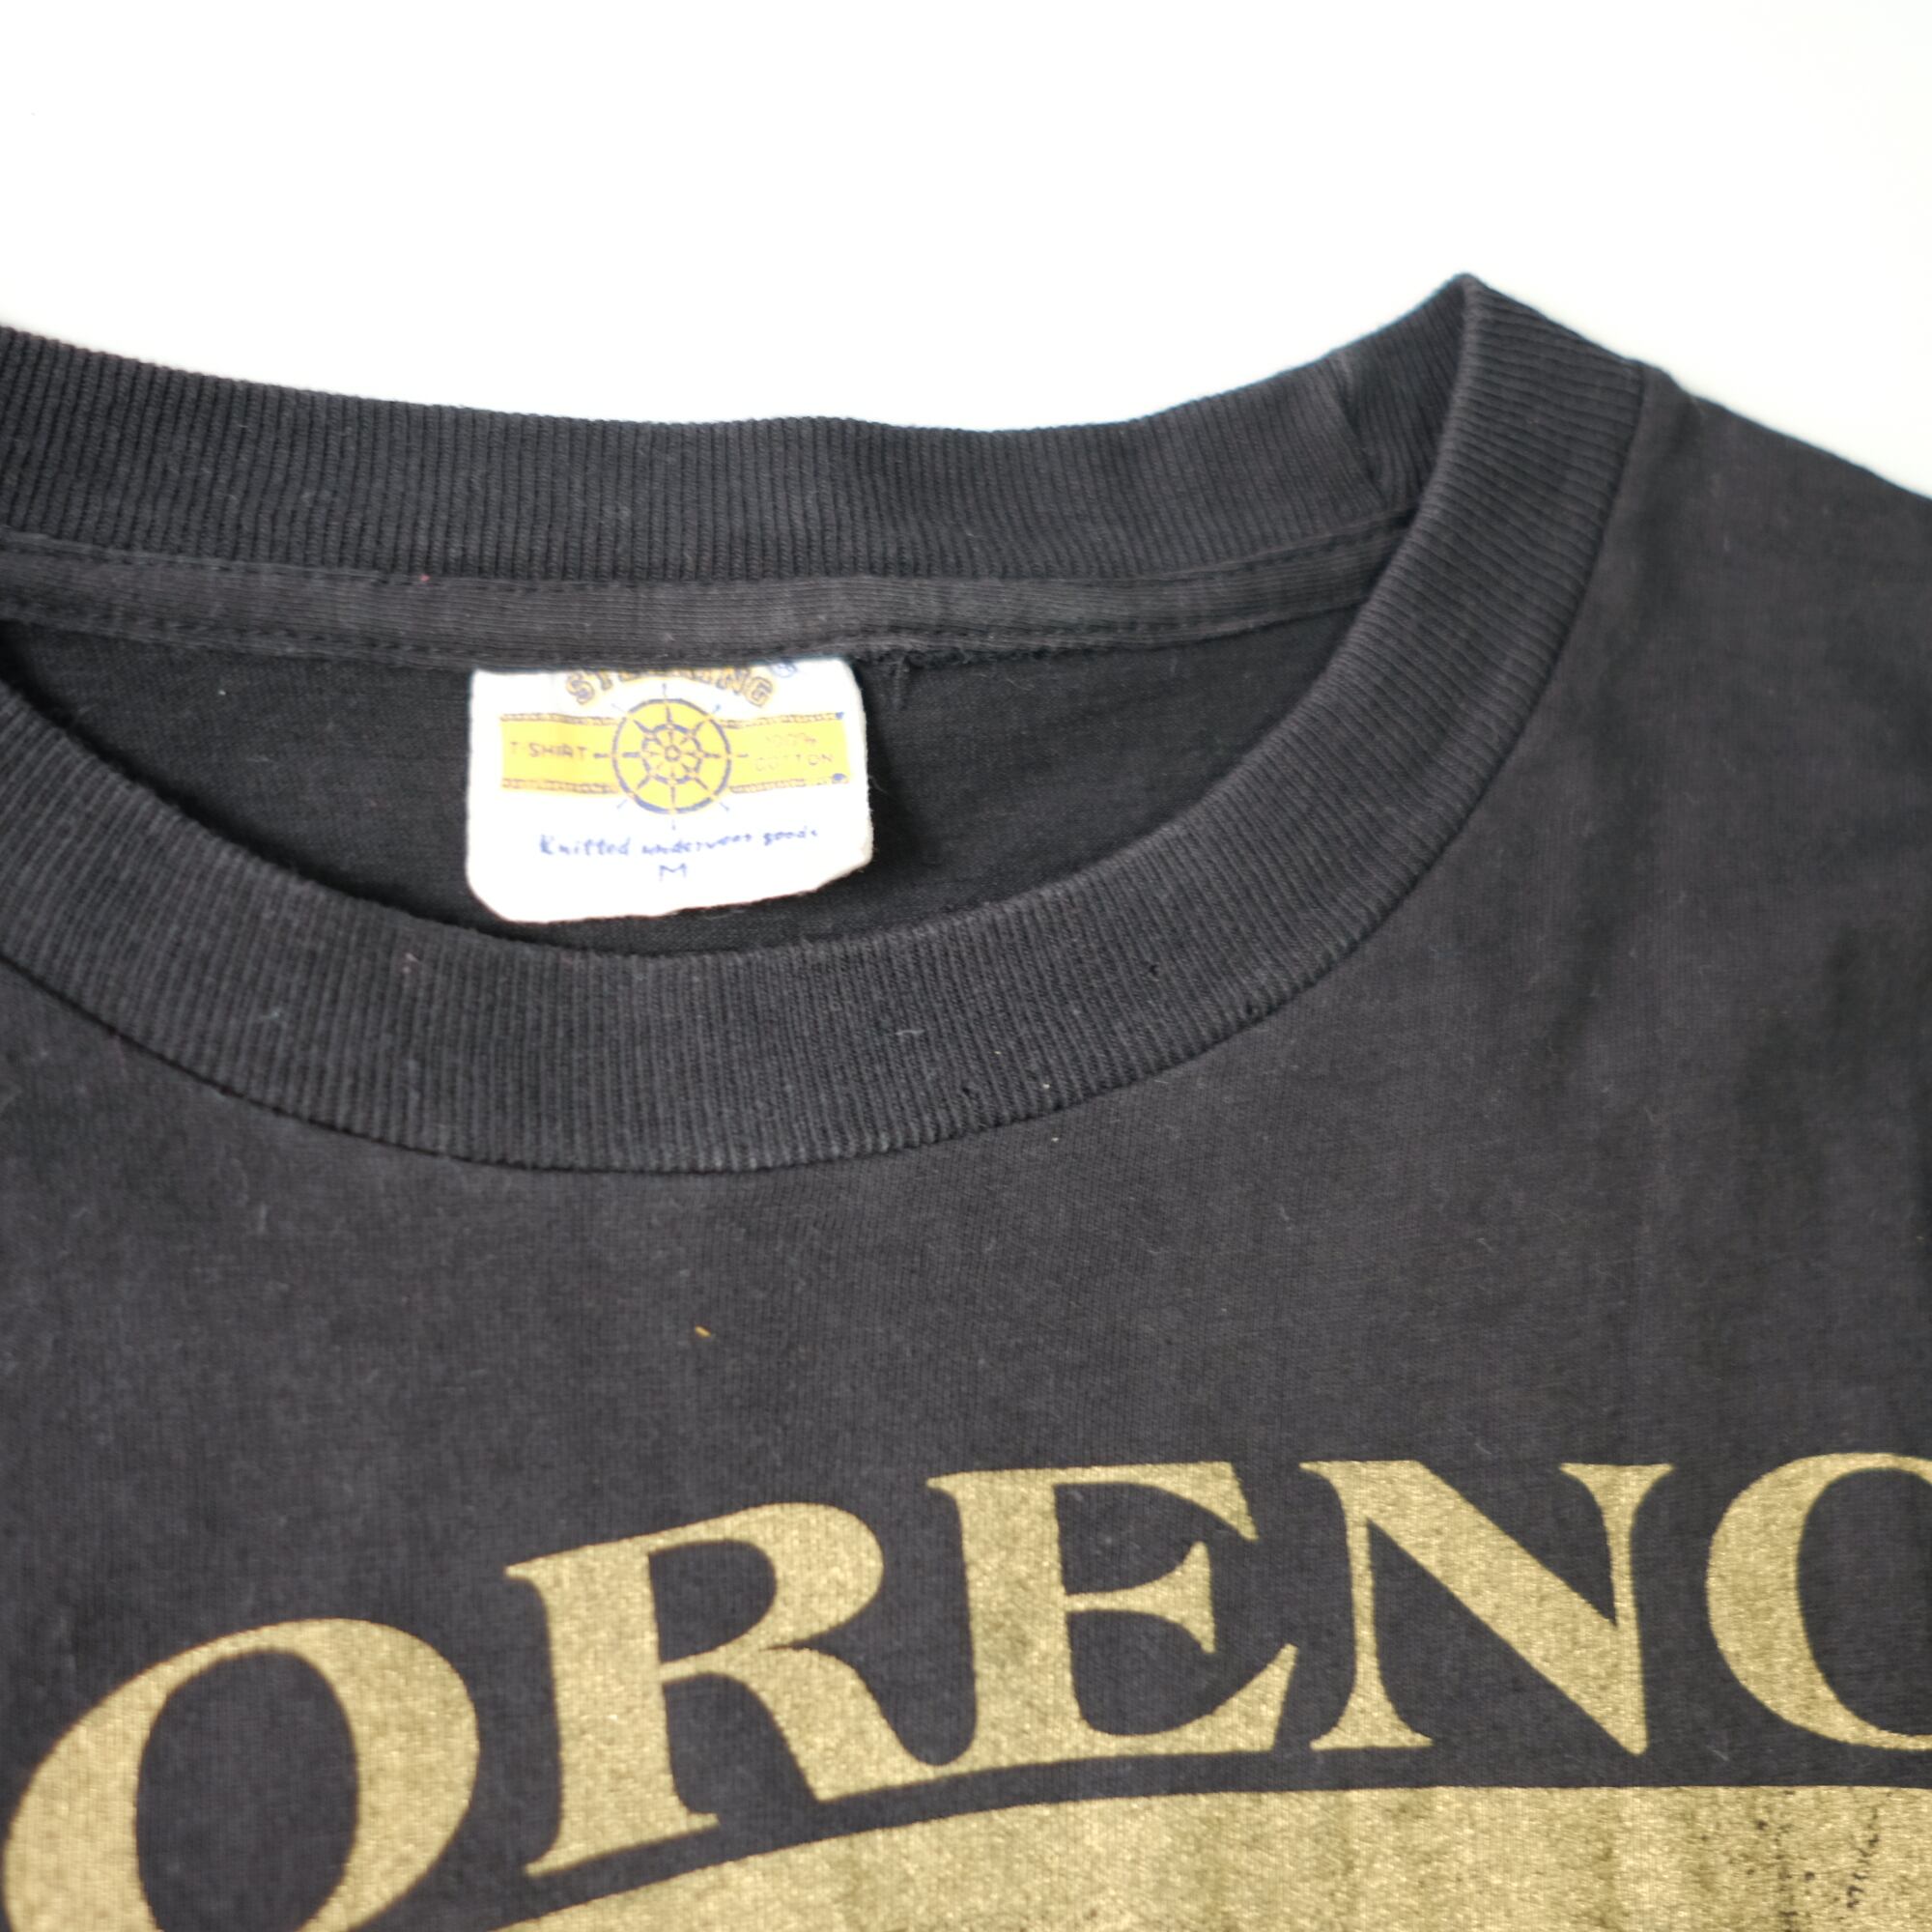 STERLING ®
T-SHIRT
100%
COTTON
Knitted underwear goods
M
ORENC